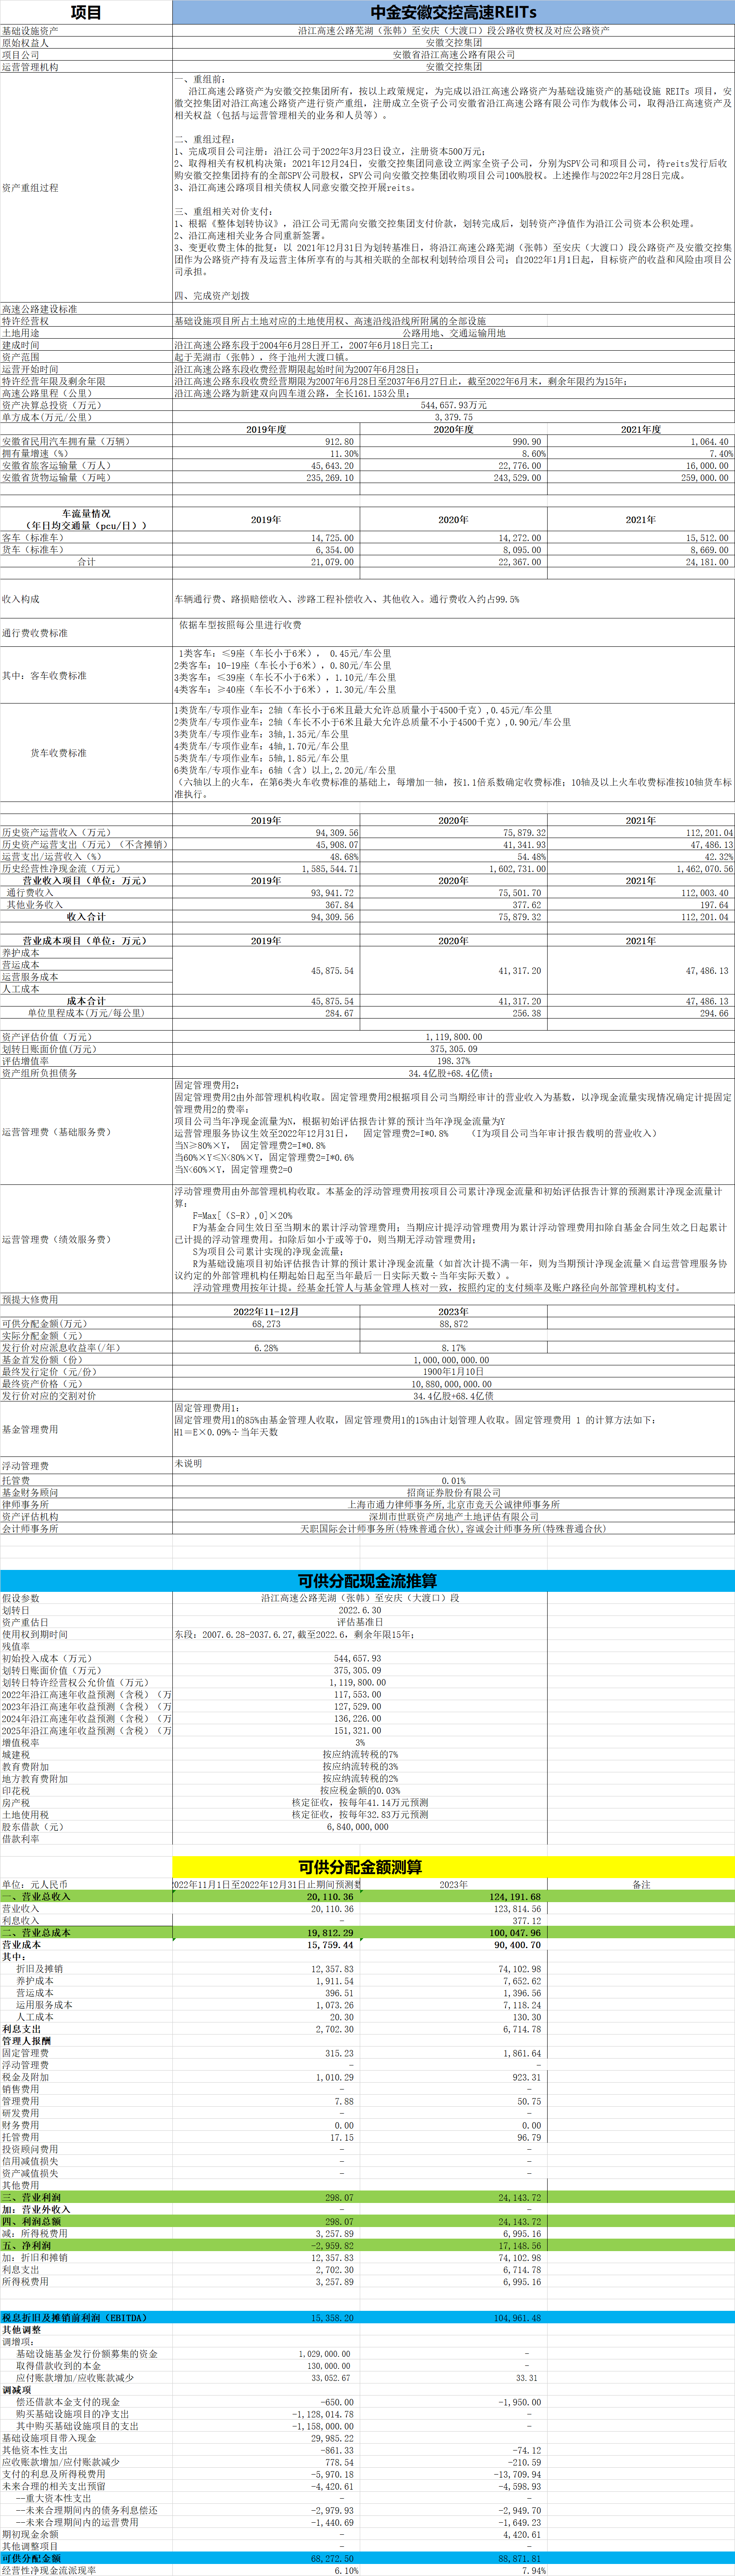 项目 中金安徽交控高速REITs
基础设施资产 沿江高速公路芜湖（张韩）至安庆（大渡口）段公路收费权及对应公路资产
原始权益人 安徽交控集团
项目公司 安徽省沿江高速公路有限公司
运营管理机构 安徽交控集团
资产重组过程
一、重组前：
沿江高速公路资产为安徽交控集团所有，按以上政策规定，为完成以沿江高速公路资产为基础设施资产的基础设施 REITs 项目，安
徽交控集团对沿江高速公路资产进行资产重组，注册成立全资子公司安徽省沿江高速公路有限公司作为载体公司，取得沿江高速资产及
相关权益（包括与运营管理相关的业务和人员等）。
二、重组过程：
1、完成项目公司注册：沿江公司于2022年3月23日设立，注册资本500万元；
2、取得相关有权机构决策：2021年12月24日，安徽交控集团同意设立两家全资子公司，分别为SPV公司和项目公司，待reits发行后收
购安徽交控集团持有的全部SPV公司股权，SPV公司向安徽交控集团收购项目公司100%股权。上述操作与2022年2月28日完成。
3、沿江高速公路项目相关债权人同意安徽交控开展reits。
三、重组相关对价支付：
1、根据《整体划转协议》，沿江公司无需向安徽交控集团支付价款，划转完成后，划转资产净值作为沿江公司资本公积处理。
2、沿江高速相关业务合同重新签署。
3、变更收费主体的批复：以 2021年12月31日为划转基准日，将沿江高速公路芜湖（张韩）至安庆（大渡口）段公路资产及安徽交控集
团作为公路资产持有及运营主体所享有的与其相关联的全部权利划转给项目公司；自2022年1月1日起，目标资产的收益和风险由项目公
司承担。
四、完成资产划拨
高速公路建设标准
特许经营权 基础设施项目所占土地对应的土地使用权、高速沿线沿线所附属的全部设施
土地用途 公路用地、交通运输用地
建成时间 沿江高速公路东段于2004年6月28日开工，2007年6月18日完工；
资产范围 起于芜湖市（张韩），终于池州大渡口镇。
运营开始时间 沿江高速公路东段收费经营期限起始时间为2007年6月28日；
特许经营年限及剩余年限 沿江高速公路东段收费经营期限为2007年6月28日至2037年6月27日止，截至2022年6月末，剩余年限约为15年；
高速公路里程（公里） 沿江高速公路为新建双向四车道公路，全长161.153公里；
资产决算总投资（万元） 544,657.93万元
单方成本(万元/公里） 3,379.75
2019年度 2020年度 2021年度
安徽省民用汽车拥有量（万辆） 912.80 990.90 1,064.40
拥有量增速（%） 11.30% 8.60% 7.40%
安徽省旅客运输量（万人） 45,643.20 22,776.00 16,000.00
安徽省货物运输量（万吨） 235,269.10 243,529.00 259,000.00
车流量情况
（年日均交通量（pcu/日）） 2019年 2020年 2021年
客车（标准车） 14,725.00 14,272.00 15,512.00
货车（标准车） 6,354.00 8,095.00 8,669.00
合计 21,079.00 22,367.00 24,181.00
收入构成 车辆通行费、路损赔偿收入、涉路工程补偿收入、其他收入。通行费收入约占99.5%
通行费收费标准 依据车型按照每公里进行收费
其中：客车收费标准
1类客车：≤9座（车长小于6米）， 0.45元/车公里
2类客车：10-19座（车长小于6米），0.80元/车公里
3类客车：≤39座（车长不小于6米），1.10元/车公里
4类客车：≥40座（车长不小于6米），1.30元/车公里
货车收费标准
1类货车/专项作业车：2轴（车长小于6米且最大允许总质量小于4500千克）,0.45元/车公里
2类货车/专项作业车：2轴（车长不小于6米且最大允许总质量不小于4500千克）,0.90元/车公里
3类货车/专项作业车：3轴,1.35元/车公里
4类货车/专项作业车：4轴,1.70元/车公里
5类货车/专项作业车：5轴,1.85元/车公里
6类货车/专项作业车：6轴（含）以上,2.20元/车公里
（六轴以上的火车，在第6类火车收费标准的基础上，每增加一轴，按1.1倍系数确定收费标准；10轴及以上火车收费标准按10轴货车标
准执行。
2019年 2020年 2021年
历史资产运营收入（万元） 94,309.56 75,879.32 112,201.04
历史资产运营支出（万元）（不含摊销） 45,908.07 41,341.93 47,486.13
运营支出/运营收入（%） 48.68% 54.48% 42.32%
历史经营性净现金流（万元） 1,585,544.71 1,602,731.00 1,462,070.56
营业收入项目（单位：万元） 2019年 2020年 2021年
通行费收入 93,941.72 75,501.70 112,003.40
其他业务收入 367.84 377.62 197.64
收入合计 94,309.56 75,879.32 112,201.04
营业成本项目（单位：万元） 2019年 2020年 2021年
养护成本
营运成本
运营服务成本
人工成本
45,875.54 41,317.20 47,486.13
成本合计 45,875.54 41,317.20 47,486.13
单位里程成本(万元/每公里) 284.67 256.38 294.66
资产评估价值（万元） 1,119,800.00
划转日账面价值(万元） 375,305.09
评估增值率 198.37%
资产组所负担债务 34.4亿股+68.4亿债；
运营管理费（基础服务费）
固定管理费用2；
固定管理费用2由外部管理机构收取。固定管理费用2根据项目公司当期经审计的营业收入为基数，以净现金流量实现情况确定计提固定
管理费用2的费率：
项目公司当年净现金流量为N，根据初始评估报告计算的预计当年净现金流量为Y
运营管理服务协议生效至2022年12月31日， 固定管理费2=I*0.8% （I为项目公司当年审计报告载明的营业收入）
当N≥80%×Y， 固定管理费2=I*0.8%
当60%×Y≤N<80%×Y，固定管理费2=I*0.6%
当N<60%×Y，固定管理费2=0
运营管理费（绩效服务费）
浮动管理费用由外部管理机构收取。本基金的浮动管理费用按项目公司累计净现金流量和初始评估报告计算的预测累计净现金流量计
算：
F=Max[（S-R）,0]×20%
F为基金合同生效日至当期末的累计浮动管理费用；当期应计提浮动管理费用为累计浮动管理费用扣除自基金合同生效之日起累计
已计提的浮动管理费用。扣除后如小于或等于0，则当期无浮动管理费用；
S为项目公司累计实现的净现金流量；
R为基础设施项目初始评估报告计算的预计累计净现金流量（如首次计提不满一年，则为当期预计净现金流量×自运营管理服务协
议约定的外部管理机构任期起始日起至当年最后一日实际天数÷当年实际天数）。
浮动管理费用按年计提。经基金托管人与基金管理人核对一致，按照约定的支付频率及账户路径向外部管理机构支付。
预提大修费用
2022年11-12月 2023年
可供分配金额(万元） 68,273 88,872
实际分配金额（元）
发行价对应派息收益率(/年） 6.28% 8.17%
基金首发份额（份） 1,000,000,000.00
最终发行定价（元/份） 1900年1月10日
最终资产价格（元） 10,880,000,000.00
发行价对应的交割对价 34.4亿股+68.4亿债
基金管理费用
固定管理费用1：
固定管理费用1的85%由基金管理人收取，固定管理费用1的15%由计划管理人收取。固定管理费用 1 的计算方法如下：
H1＝E×0.09%÷当年天数
浮动管理费 未说明
托管费 0.01%
基金财务顾问 招商证券股份有限公司
律师事务所 上海市通力律师事务所,北京市竞天公诚律师事务所
资产评估机构 深圳市世联资产房地产土地评估有限公司
会计师事务所 天职国际会计师事务所(特殊普通合伙),容诚会计师事务所(特殊普通合伙)
可供分配现金流推算
假设参数 沿江高速公路芜湖（张韩）至安庆（大渡口）段
划转日 2022.6.30
资产重估日 评估基准日
使用权到期时间 东段：2007.6.28-2037.6.27,截至2022.6，剩余年限15年；
残值率
初始投入成本（万元） 544,657.93
划转日账面价值（万元） 375,305.09
划转日特许经营权公允价值（万元） 1,119,800.00
2022年沿江高速年收益预测（含税）（万 117,553.00
2023年沿江高速年收益预测（含税）（万 127,529.00
2024年沿江高速年收益预测（含税）（万 136,226.00
2025年沿江高速年收益预测（含税）（万 151,321.00
增值税率 3%
城建税 按应纳流转税的7%
教育费附加 按应纳流转税的3%
地方教育费附加 按应纳流转税的2%
印花税 按应税金额的0.03%
房产税 核定征收，按每年41.14万元预测
土地使用税 核定征收，按每年32.83万元预测
股东借款（元） 6,840,000,000
借款利率
可供分配金额测算
单位：元人民币 2022年11月1日至2022年12月31日止期间预测数 2023年 备注
一、营业总收入 20,110.36 124,191.68
营业收入 20,110.36 123,814.56
利息收入 - 377.12
二、营业总成本 19,812.29 100,047.96
营业成本 15,759.44 90,400.70
其中：
折旧及摊销 12,357.83 74,102.98
养护成本 1,911.54 7,652.62
营运成本 396.51 1,396.56
运用服务成本 1,073.26 7,118.24
人工成本 20.30 130.30
利息支出 2,702.30 6,714.78
管理人报酬
固定管理费 315.23 1,861.64
浮动管理费 - -
税金及附加 1,010.29 923.31
销售费用 - -
管理费用 7.88 50.75
研发费用 - -
财务费用 0.00 0.00
托管费用 17.15 96.79
投资顾问费用 - -
信用减值损失 - -
资产减值损失 - -
其他费用
三、营业利润 298.07 24,143.72
加：营业外收入 - -
四、利润总额 298.07 24,143.72
减：所得税费用 3,257.89 6,995.16
五、净利润 -2,959.82 17,148.56
加：折旧和摊销 12,357.83 74,102.98
利息支出 2,702.30 6,714.78
所得税费用 3,257.89 6,995.16
税息折旧及摊销前利润（EBITDA） 15,358.20 104,961.48
其他调整
调增项：
基础设施基金发行份额募集的资金 1,029,000.00 -
取得借款收到的本金 130,000.00 -
应付账款增加/应收账款减少 33,052.67 33.31
调减项
偿还借款本金支付的现金 -650.00 -1,950.00
购买基础设施项目的净支出 -1,128,014.78 -
其中购买基础设施项目的支出 -1,158,000.00 -
基础设施项目带入现金 29,985.22
其他资本性支出 -861.33 -74.12
应收账款增加/应付账款减少 778.54 -210.59
支付的利息及所得税费用 -5,970.18 -13,709.94
未来合理的相关支出预留 -4,420.61 -4,598.93
--重大资本性支出 - -
--未来合理期间内的债务利息偿还 -2,979.93 -2,949.70
--未来合理期间内的运营费用 -1,440.69 -1,649.23
期初现金余额 - 4,420.61
其他调整项目 - -
可供分配金额 68,272.50 88,871.81
经营性净现金流派现率 6.10% 7.94%